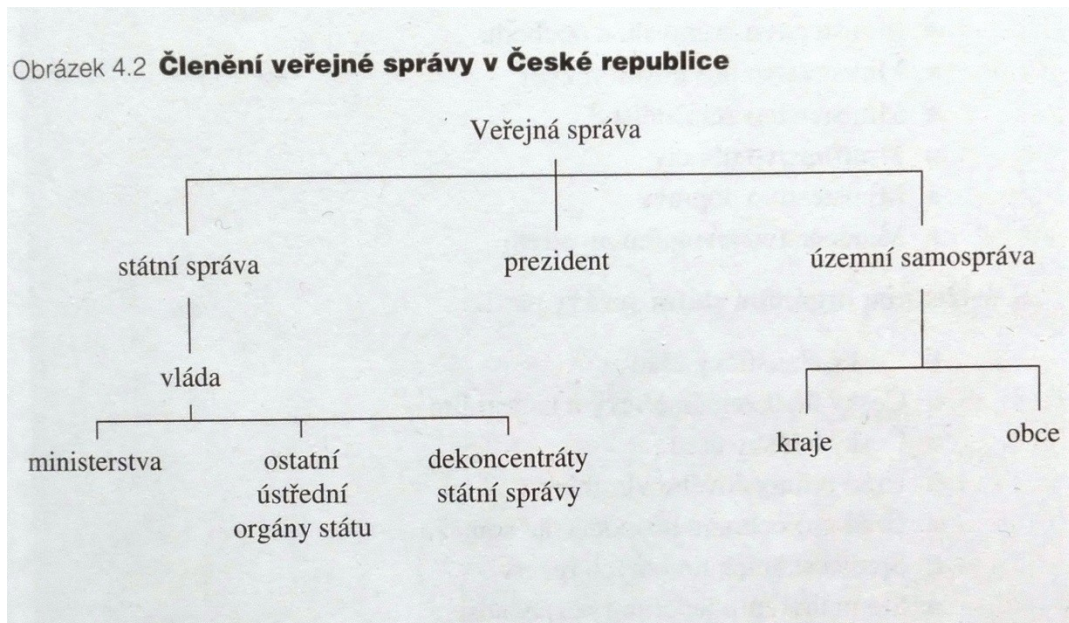 Obrázek 4.2 Členění veřejné správy v České republice
Veřejná správa
státní správa
prezident
územní samospráva
vláda
ministerstva
ostatní
ústřední
orgány státu
dekoncentráty
státní správy
kraje
obce